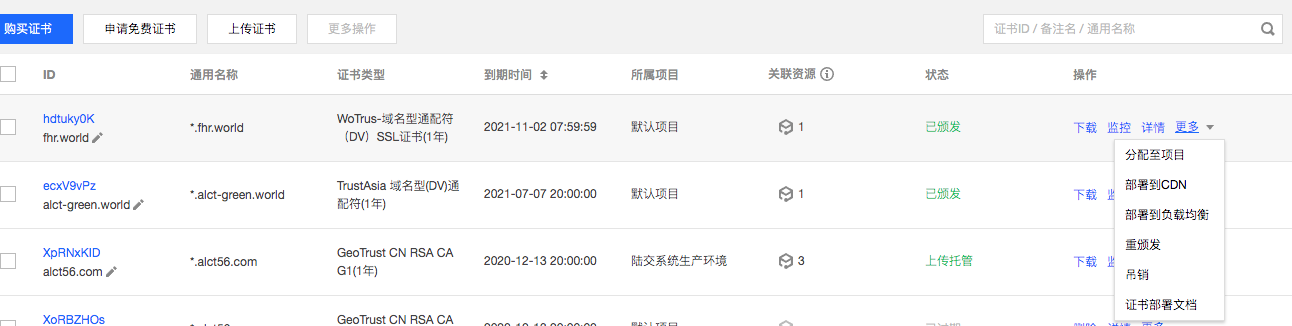 购买证书
申请免费证书
上传证书
更多操作
证书ID / 备注名 / 通用名称
ID
通用名称
证书类型
到期时间
所属项目
关联资源
状态
操作
hdtuky0K
fhr.world
*.fhr.world
WoTrus-域名型通配符
（DV）SSL证书(1年)
2021-11-02 07:59:59
默认项目
1
已颁发
下载 监控 详情 更多
分配至项目
部署到CDN
部署到负载均衡
重颁发
吊销
证书部署文档
ecxV9vPz
alct-green.world
*.alct-green.world
TrustAsia 域名型(DV)通
配符(1年)
2021-07-07 20:00:00
默认项目
1
已颁发
下载
XpRNxKID
alct56.com
*.alct56.com
GeoTrust CN RSA CA
G1(1年)
2020-12-13 20:00:00
陆交系统生产环境
3
上传托管
下载
XoRBZHOs
GeoTrust CN RSA CA